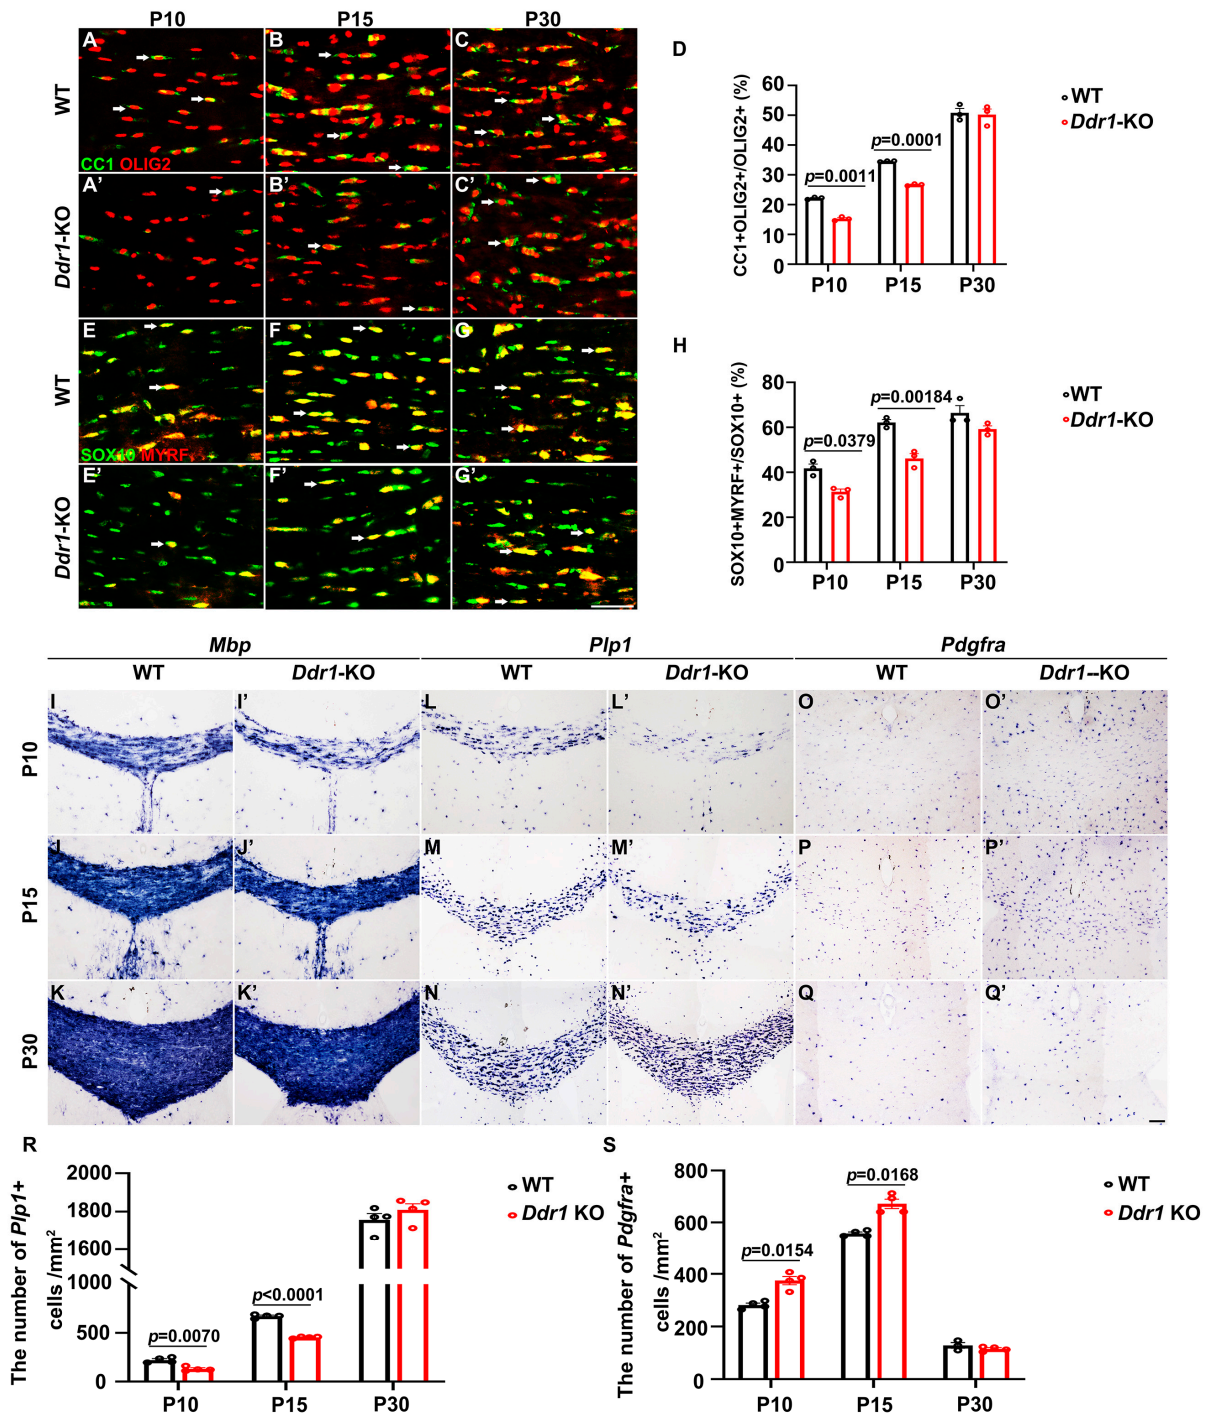 P10 P15 P30
A B C
WT
CC1 OLIG2
A’ B’ C’
Ddr1-KO
E F G
WT
SOX10 MYRF
E’ F’ G’
Ddr1-KO
D
CC1+OLIG2+/OLIG2+ (%)
60
50
40
30
20
10
0
p=0.0011
p=0.0001
P10 P15 P30
WT
Ddr1-KO
H
SOX10+MYRF+/SOX10+ (%)
80
60
40
20
0
p=0.0379
p=0.00184
P10 P15 P30
WT
Ddr1-KO
Mbp Plp1 Pdgfra
WT Ddr1-KO WT Ddr1-KO WT Ddr1--KO
P10
I I’ L L’ O O’
P15
J J’ M M’ P P’
P30
K K’ N N’ Q Q’
R
The number of Plp1+
cells /mm2
2000
1800
1600
1000
500
0
p=0.0070
p<0.0001
P10 P15 P30
WT
Ddr1 KO
S
The number of Pdgfra+
cells /mm2
800
600
400
200
0
p=0.0154
p=0.0168
P10 P15 P30
WT
Ddr1 KO